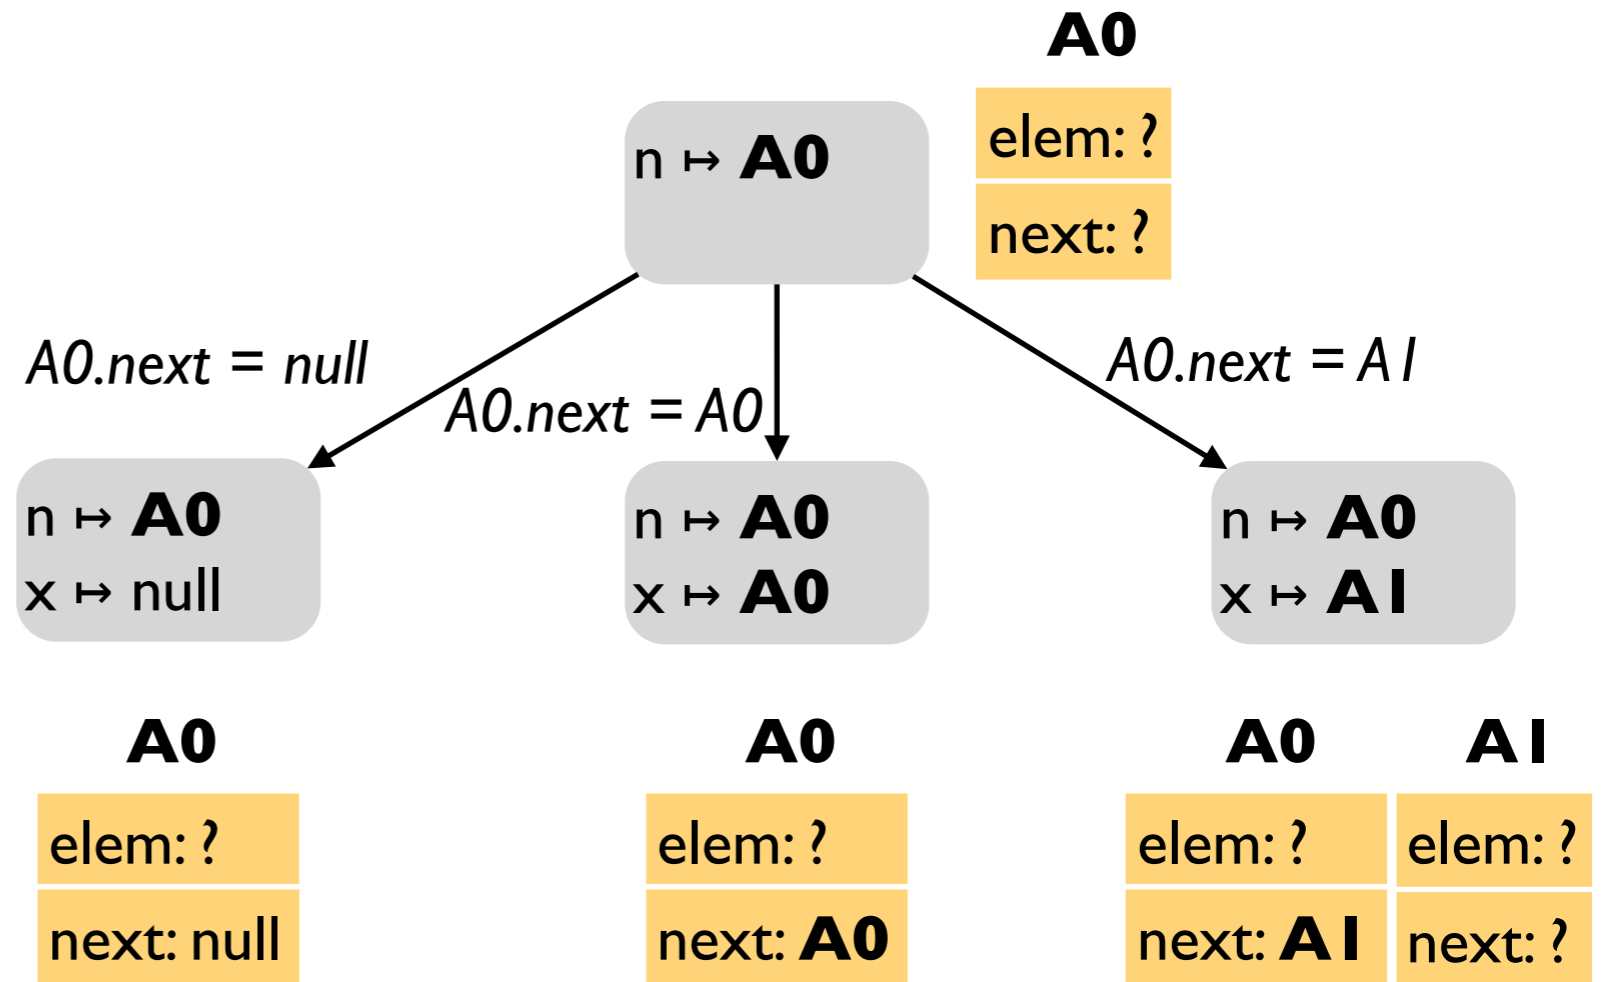 A0
elem: ?
n ↦ A0
next: ?
A0.next = null
A0.next = A0
A0.next = A1
n ↦ A0
x ↦ null
n ↦ A0
x ↦ A0
n ↦ A0
x ↦ A1
A0
elem: ?
next: null
A0
elem: ?
next: A0
A0
elem: ?
next: A1
A1
elem: ?
next: ?